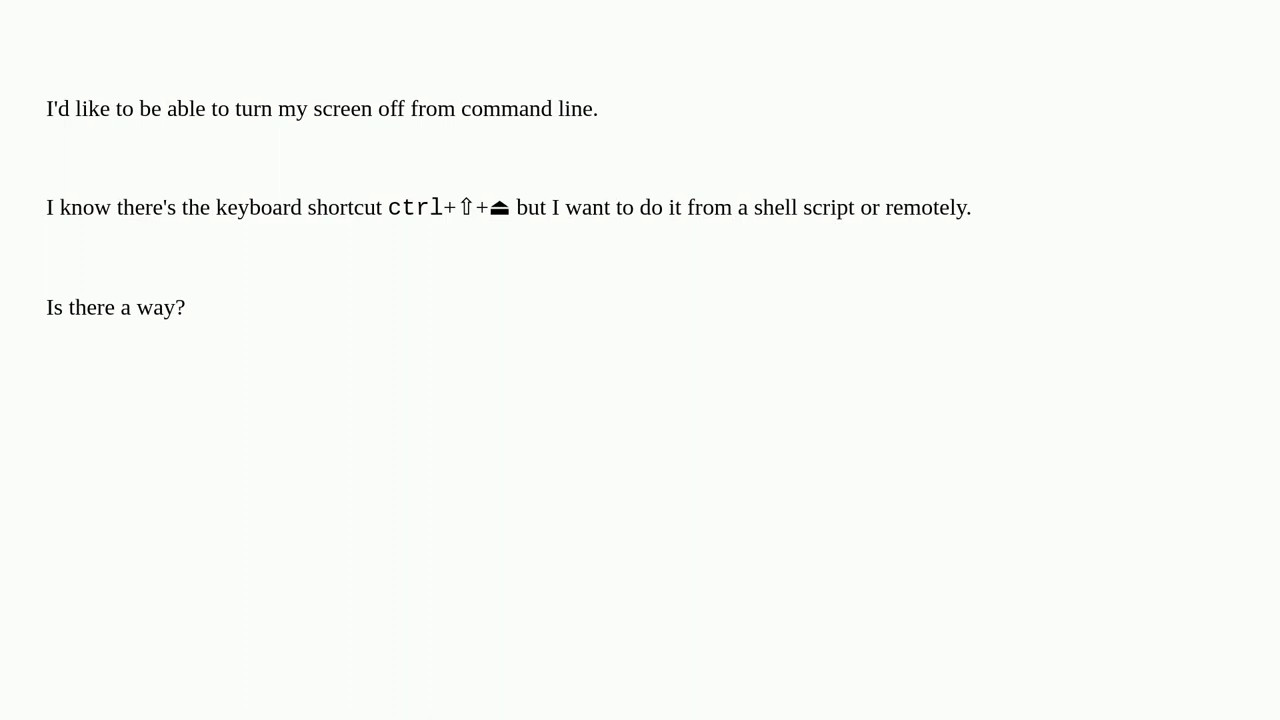 I'd like to be able to turn my screen off from command line.
I know there's the keyboard shortcut ctrl+⇧+⏏ but I want to do it from a shell script or remotely.
Is there a way?